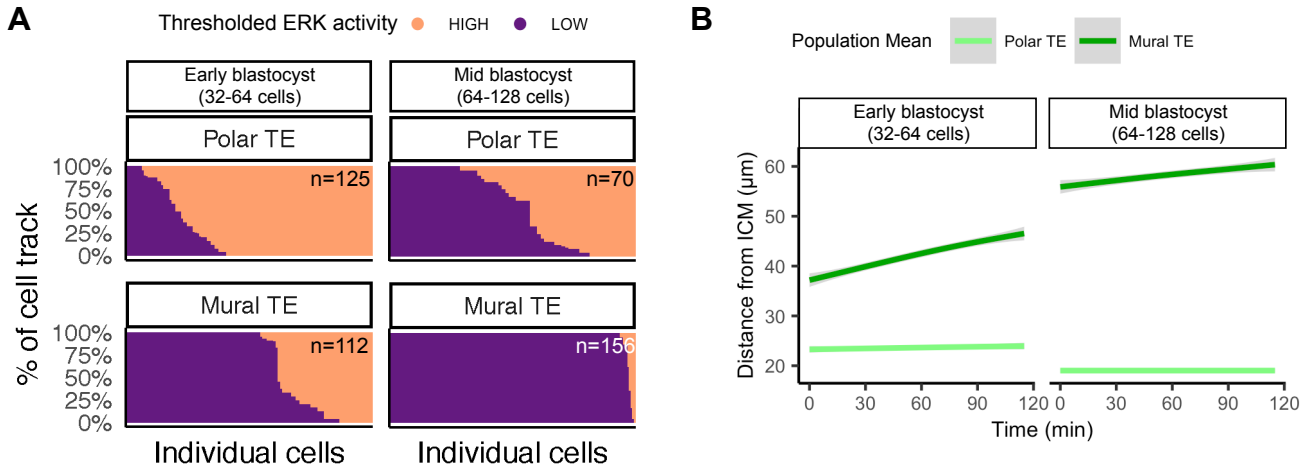 A
Thresholded ERK activity HIGH LOW
Early blastocyst
(32-64 cells)
Mid blastocyst
(64-128 cells)
Polar TE
Polar TE
100%
75%
50%
25%
0%
n=125
n=70
Mural TE
Mural TE
100%
75%
50%
25%
0%
n=112
n=156
% of cell track
Individual cells
Individual cells
B
Population Mean Polar TE Mural TE
Early blastocyst
(32-64 cells)
Mid blastocyst
(64-128 cells)
Distance from ICM (µm)
60
50
40
30
20
0 30 60 90 120
0 30 60 90 120
Time (min)